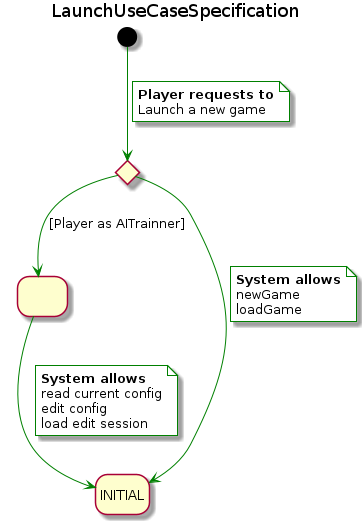 LaunchUseCaseSpecification
Player requests to
Launch a new game
[Player as AITrainner]
System allows
newGame
loadGame
System allows
read current config
edit config
load edit session
INITIAL